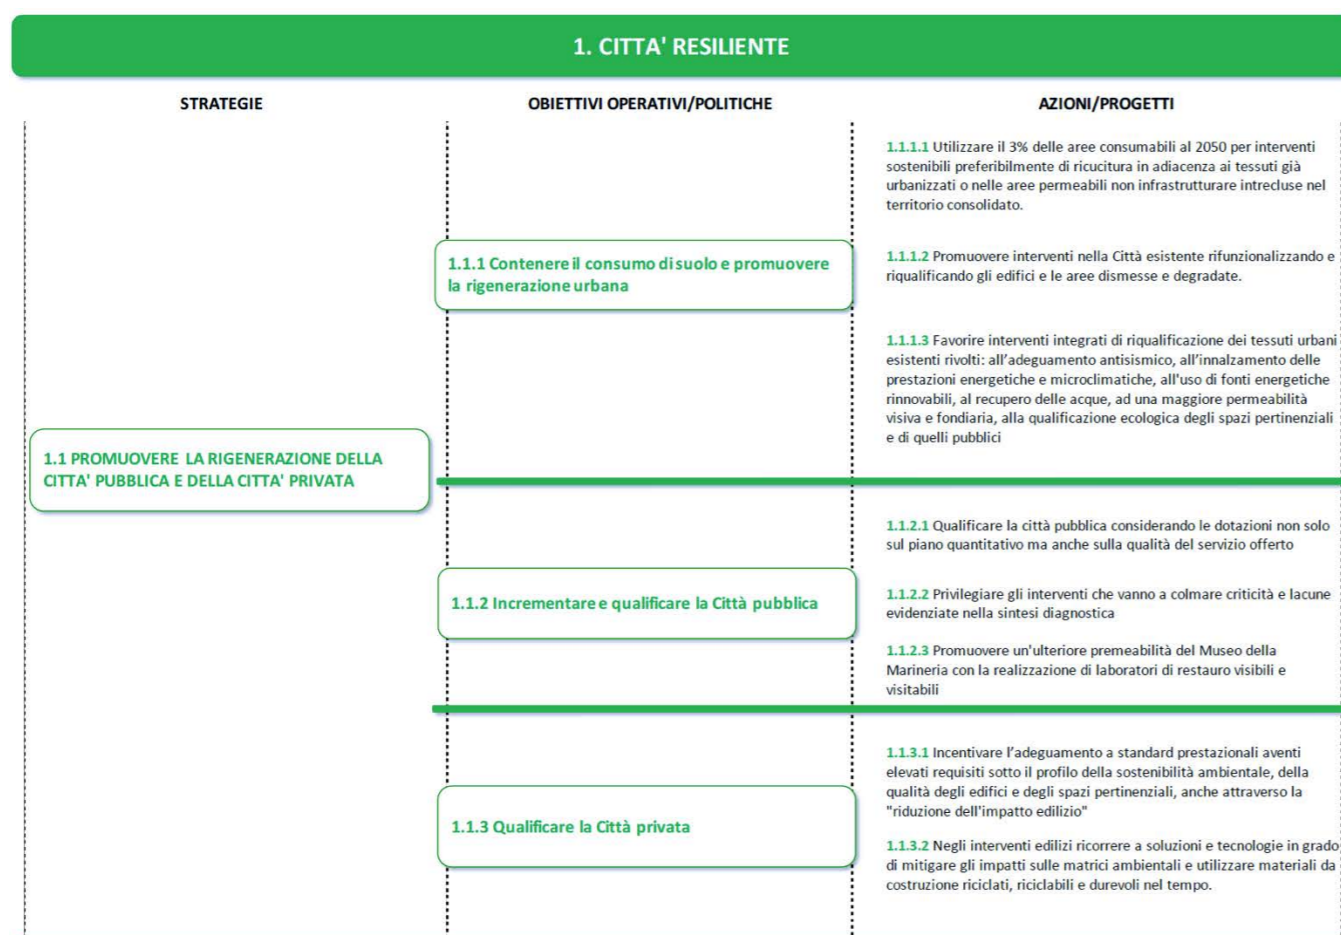 1. CITTA' RESILIENTE
STRATEGIE
OBIETTIVI OPERATIVI/POLITICHE
AZIONI/PROGETTI
1.1 PROMUOVERE LA RIGENERAZIONE DELLA
CITTA' PUBBLICA E DELLA CITTA' PRIVATA
1.1.1 Contenere il consumo di suolo e promuovere
la rigenerazione urbana
1.1.1.1 Utilizzare il 3% delle aree consumabili al 2050 per interventi
sostenibili preferibilmente di ricucitura in adiacenza ai tessuti già
urbanizzati o nelle aree permeabili non infrastrutturare intrecluse nel
territorio consolidato.
1.1.1.2 Promuovere interventi nella Città esistente rifunzionalizzando e
riqualificando gli edifici e le aree dismesse e degradate.
1.1.1.3 Favorire interventi integrati di riqualificazione dei tessuti urbani
esistenti rivolti: all’adeguamento antisismico, all’innalzamento delle
prestazioni energetiche e microclimatiche, all'uso di fonti energetiche
rinnovabili, al recupero delle acque, ad una maggiore permeabilità
visiva e fondiaria, alla qualificazione ecologica degli spazi pertinenziali
e di quelli pubblici
1.1.2 Incrementare e qualificare la Città pubblica
1.1.2.1 Qualificare la città pubblica considerando le dotazioni non solo
sul piano quantitativo ma anche sulla qualità del servizio offerto
1.1.2.2 Privilegiare gli interventi che vanno a colmare criticità e lacune
evidenziate nella sintesi diagnostica
1.1.2.3 Promuovere un'ulteriore premeabilità del Museo della
Marineria con la realizzazione di laboratori di restauro visibili e
visitabili
1.1.3 Qualificare la Città privata
1.1.3.1 Incentivare l’adeguamento a standard prestazionali aventi
elevati requisiti sotto il profilo della sostenibilità ambientale, della
qualità degli edifici e degli spazi pertinenziali, anche attraverso la
"riduzione dell'impatto edilizio"
1.1.3.2 Negli interventi edilizi ricorrere a soluzioni e tecnologie in grado
di mitigare gli impatti sulle matrici ambientali e utilizzare materiali da
costruzione riciclati, riciclabili e durevoli nel tempo.